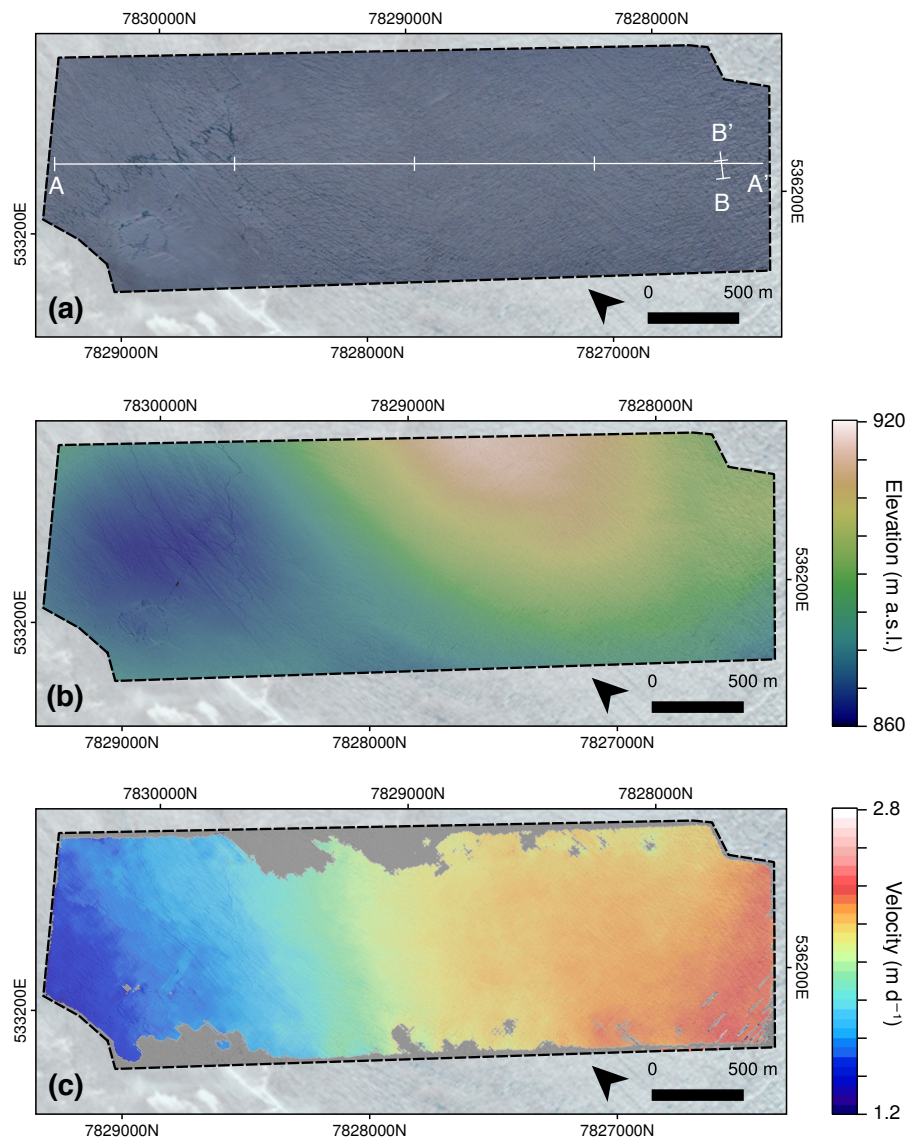 7830000N 7829000N 7828000N
B’
A A’
B
533200E 536200E
0 500 m
(a)
7829000N 7828000N 7827000N
7830000N 7829000N 7828000N
920
Elevation (m a.s.l.)
860
533200E 536200E
0 500 m
(b)
7829000N 7828000N 7827000N
7830000N 7829000N 7828000N
2.8
Velocity (m d⁻¹)
1.2
533200E 536200E
0 500 m
(c)
7829000N 7828000N 7827000N